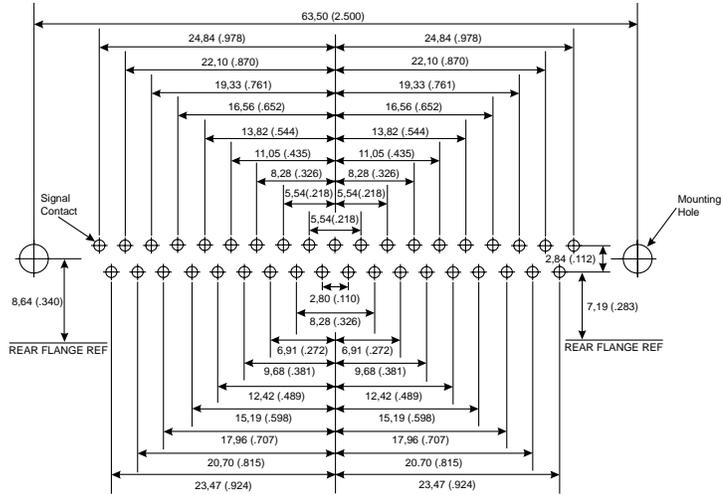 63,50 (2.500)
24,84 (.978) 24,84 (.978)
22,10 (.870) 22,10 (.870)
19,33 (.761) 19,33 (.761)
16,56 (.652) 16,56 (.652)
13,82 (.544) 13,82 (.544)
11,05 (.435) 11,05 (.435)
8,28 (.326) 8,28 (.326)
5,54(.218) 5,54(.218)
Signal
Contact
Mounting
Hole
5,54(.218)
2,84 (.112)
8,64 (.340)
2,80 (.110)
7,19 (.283)
8,28 (.326)
REAR FLANGE REF
REAR FLANGE REF
6,91 (.272) 6,91 (.272)
9,68 (.381) 9,68 (.381)
12,42 (.489) 12,42 (.489)
15,19 (.598) 15,19 (.598)
17,96 (.707) 17,96 (.707)
20,70 (.815) 20.70 (.815)
23,47 (.924) 23,47 (.924)